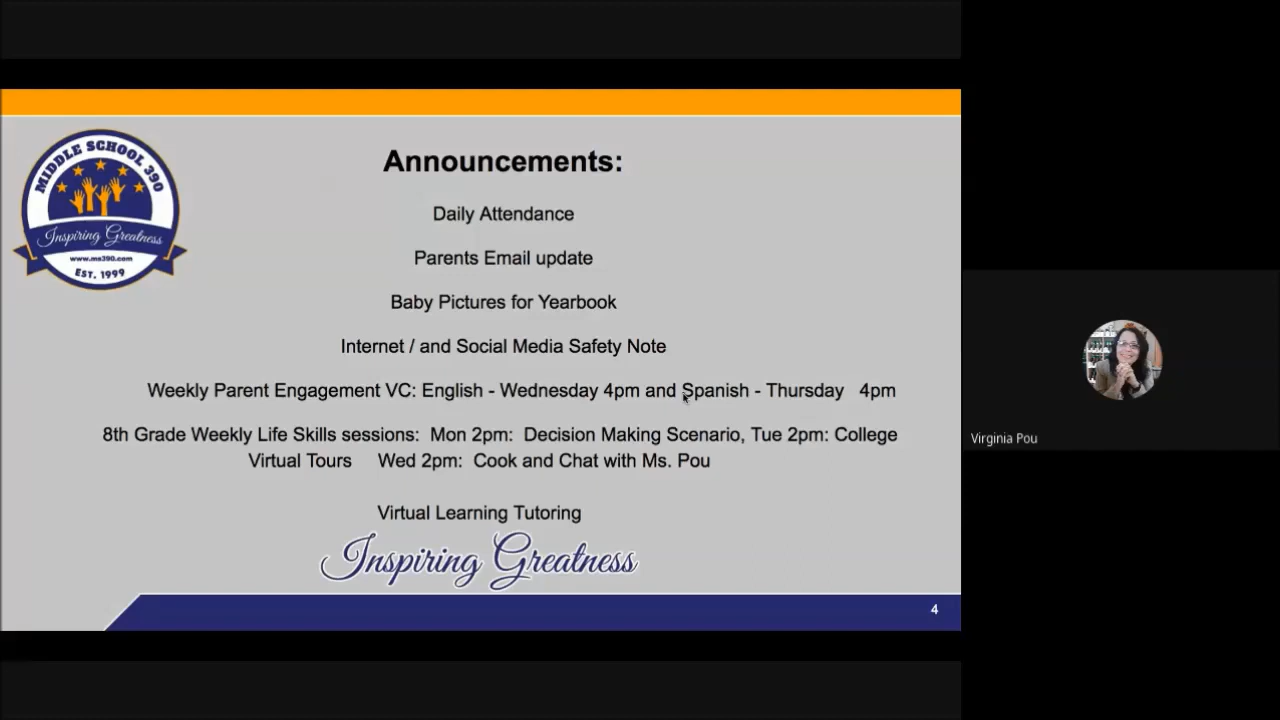 MIDDLE SCHOOL 390
Inspiring Greatness
www.ms390.com
EST. 1999
Announcements:
Daily Attendance
Parents Email update
Baby Pictures for Yearbook
Internet / and Social Media Safety Note
Weekly Parent Engagement VC: English - Wednesday 4pm and Spanish - Thursday 4pm
8th Grade Weekly Life Skills sessions: Mon 2pm: Decision Making Scenario, Tue 2pm: College
Virtual Tours Wed 2pm: Cook and Chat with Ms. Pou
Virtual Learning Tutoring
Inspiring Greatness
4
Virginia Pou